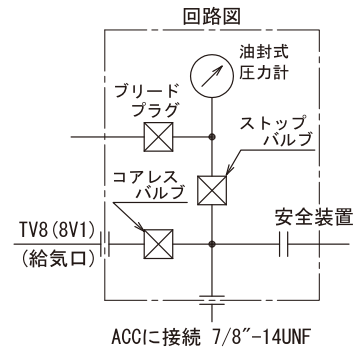 回路図
油封式
圧力計
ブリード
プラグ
ストップ
バルブ
コアレス
バルブ
TV8(8V1)
(給気口)
安全装置
ACCに接続 7/8″-14UNF